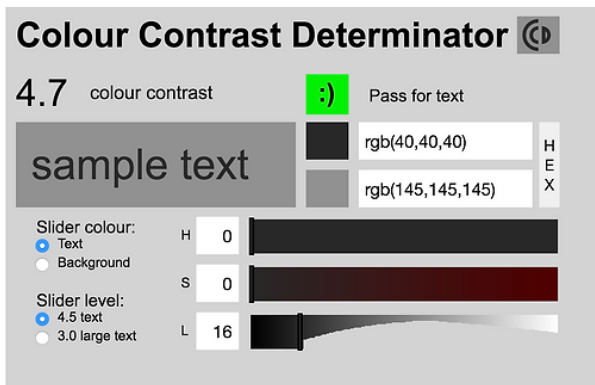 Colour Contrast Determinator
4.7 colour contrast :) Pass for text
sample text
rgb(40,40,40)
rgb(145,145,145)
HEX
Slider colour:
Text
Background
H 0
S 0
Slider level:
4.5 text
3.0 large text
L 16